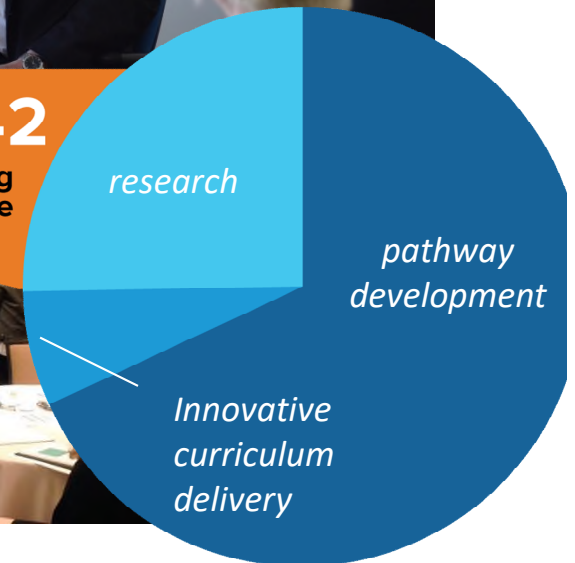 research
pathway
development
Innovative
curriculum
delivery